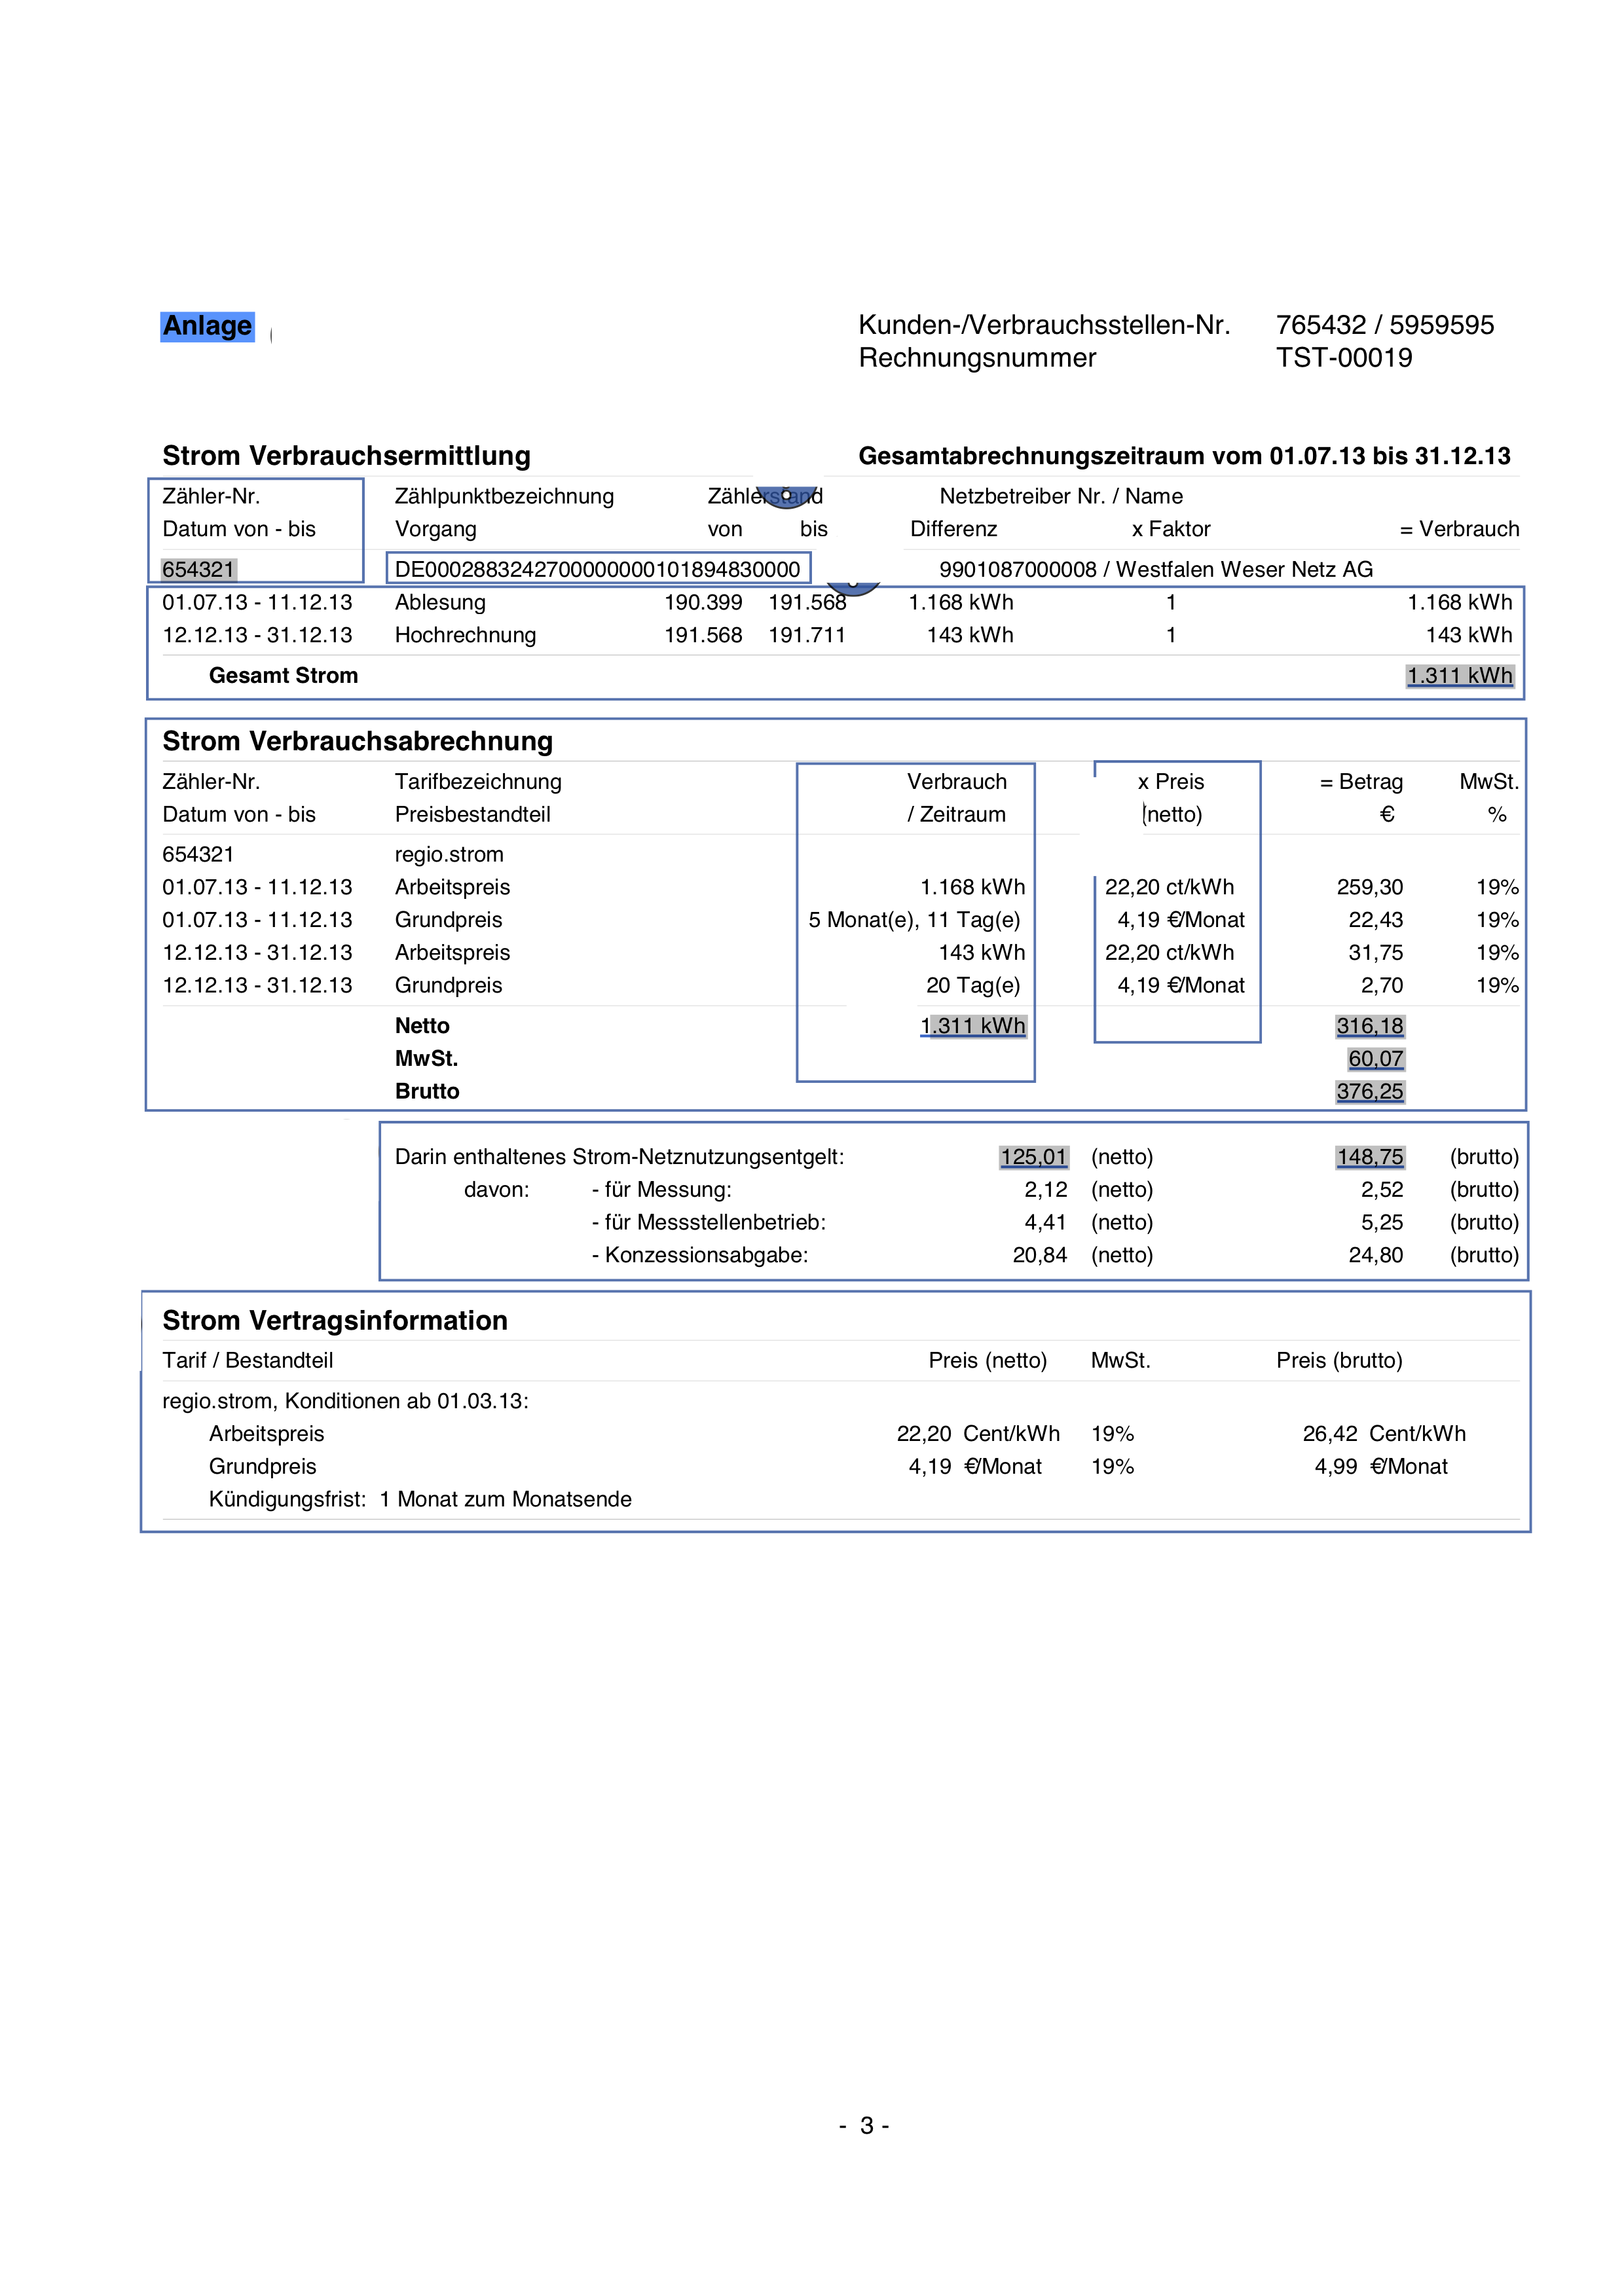 Anlage
Kunden-/Verbrauchsstellen-Nr. 765432 / 5959595
Rechnungsnummer TST-00019
Strom Verbrauchsermittlung Gesamtabrechnungszeitraum vom 01.07.13 bis 31.12.13
Zähler-Nr. Zählpunktbezeichnung Zählerstand Netzbetreiber Nr. / Name
Datum von - bis Vorgang von bis Differenz x Faktor = Verbrauch
654321 DE0002883242700000000101894830000 9901087000008 / Westfalen Weser Netz AG
01.07.13 - 11.12.13 Ablesung 190.399 191.568 1.168 kWh 1 1.168 kWh
12.12.13 - 31.12.13 Hochrechnung 191.568 191.711 143 kWh 1 143 kWh
Gesamt Strom 1.311 kWh
Strom Verbrauchsabrechnung
Zähler-Nr. Tarifbezeichnung Verbrauch x Preis = Betrag MwSt.
Datum von - bis Preisbestandteil / Zeitraum (netto) € %
654321 regio.strom
01.07.13 - 11.12.13 Arbeitspreis 1.168 kWh 22,20 ct/kWh 259,30 19%
01.07.13 - 11.12.13 Grundpreis 5 Monat(e), 11 Tag(e) 4,19 €/Monat 22,43 19%
12.12.13 - 31.12.13 Arbeitspreis 143 kWh 22,20 ct/kWh 31,75 19%
12.12.13 - 31.12.13 Grundpreis 20 Tag(e) 4,19 €/Monat 2,70 19%
Netto 1.311 kWh 316,18
MwSt. 60,07
Brutto 376,25
Darin enthaltenes Strom-Netznutzungsentgelt: 125,01 (netto) 148,75 (brutto)
davon: - für Messung: 2,12 (netto) 2,52 (brutto)
- für Messstellenbetrieb: 4,41 (netto) 5,25 (brutto)
- Konzessionsabgabe: 20,84 (netto) 24,80 (brutto)
Strom Vertragsinformation
Tarif / Bestandteil Preis (netto) MwSt. Preis (brutto)
regio.strom, Konditionen ab 01.03.13:
Arbeitspreis 22,20 Cent/kWh 19% 26,42 Cent/kWh
Grundpreis 4,19 €/Monat 19% 4,99 €/Monat
Kündigungsfrist: 1 Monat zum Monatsende
- 3 -